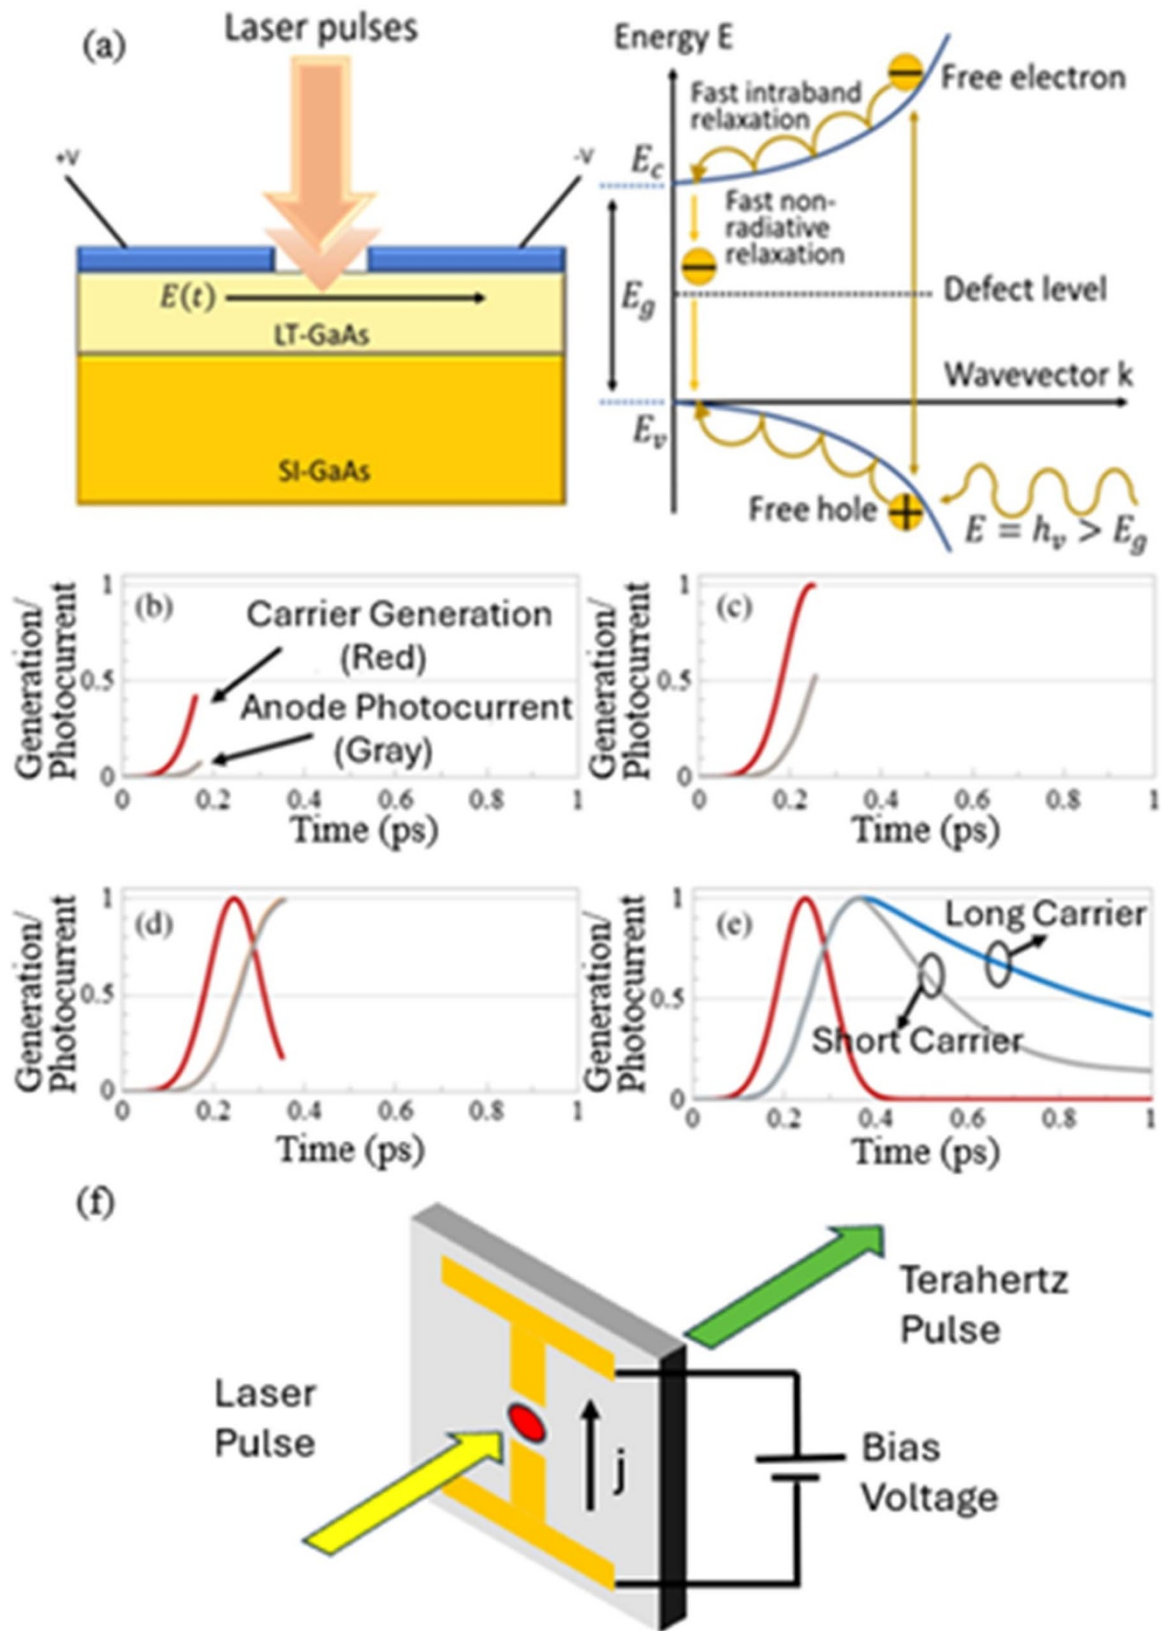 (a)
Laser pulses
+V
-V
E(t)
LT-GaAs
SI-GaAs
Energy E
Free electron
Fast intraband
relaxation
E_c
Fast non-
radiative
relaxation
E_g
Defect level
Wavevector k
E_v
Free hole
E = h_v > E_g
(b)
Generation/
Photocurrent
Carrier Generation
(Red)
Anode Photocurrent
(Gray)
1
0.5
0
0 0.2 0.4 0.6 0.8 1
Time (ps)
(c)
Generation/
Photocurrent
1
0.5
0
0 0.2 0.4 0.6 0.8 1
Time (ps)
(d)
Generation/
Photocurrent
1
0.5
0
0 0.2 0.4 0.6 0.8 1
Time (ps)
(e)
Generation/
Photocurrent
Long Carrier
Short Carrier
1
0.5
0
0 0.2 0.4 0.6 0.8 1
Time (ps)
(f)
Terahertz
Pulse
Laser
Pulse
j
Bias
Voltage